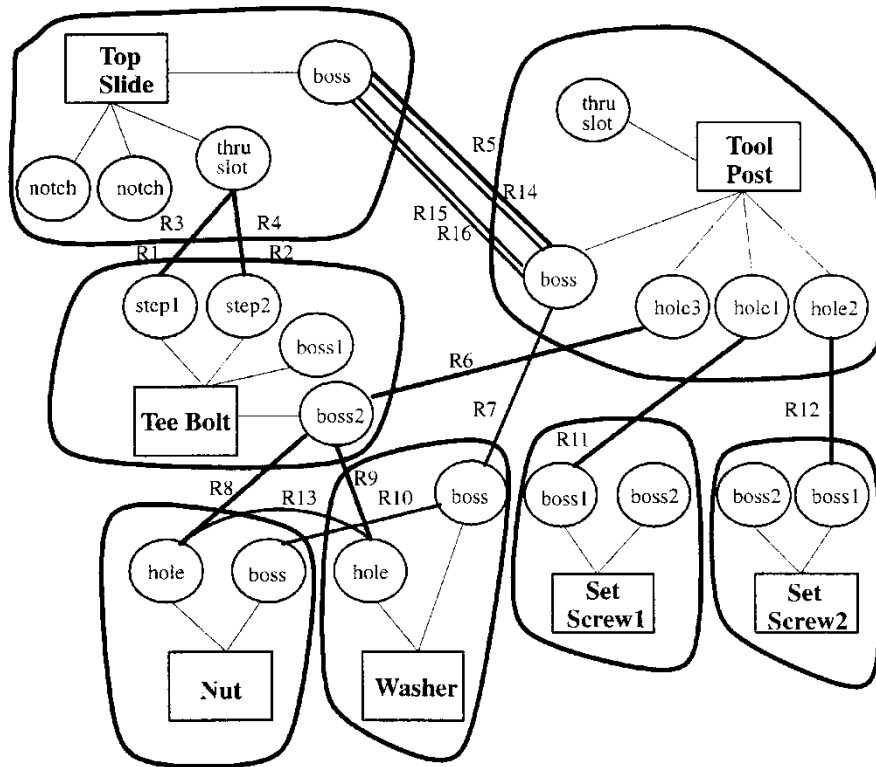 Top
Slide
boss
thru
slot
Tool
Post
thru
slot
notch
notch
R5
R14
R15
R16
R3
R4
R1
R2
boss
step1
step2
hole3
hole1
hole2
boss1
R6
Tee Bolt
boss2
R7
R11
R12
R8
R13
R9
R10
boss
boss1
boss2
boss2
boss1
hole
boss
hole
Set
Screw1
Set
Screw2
Nut
Washer